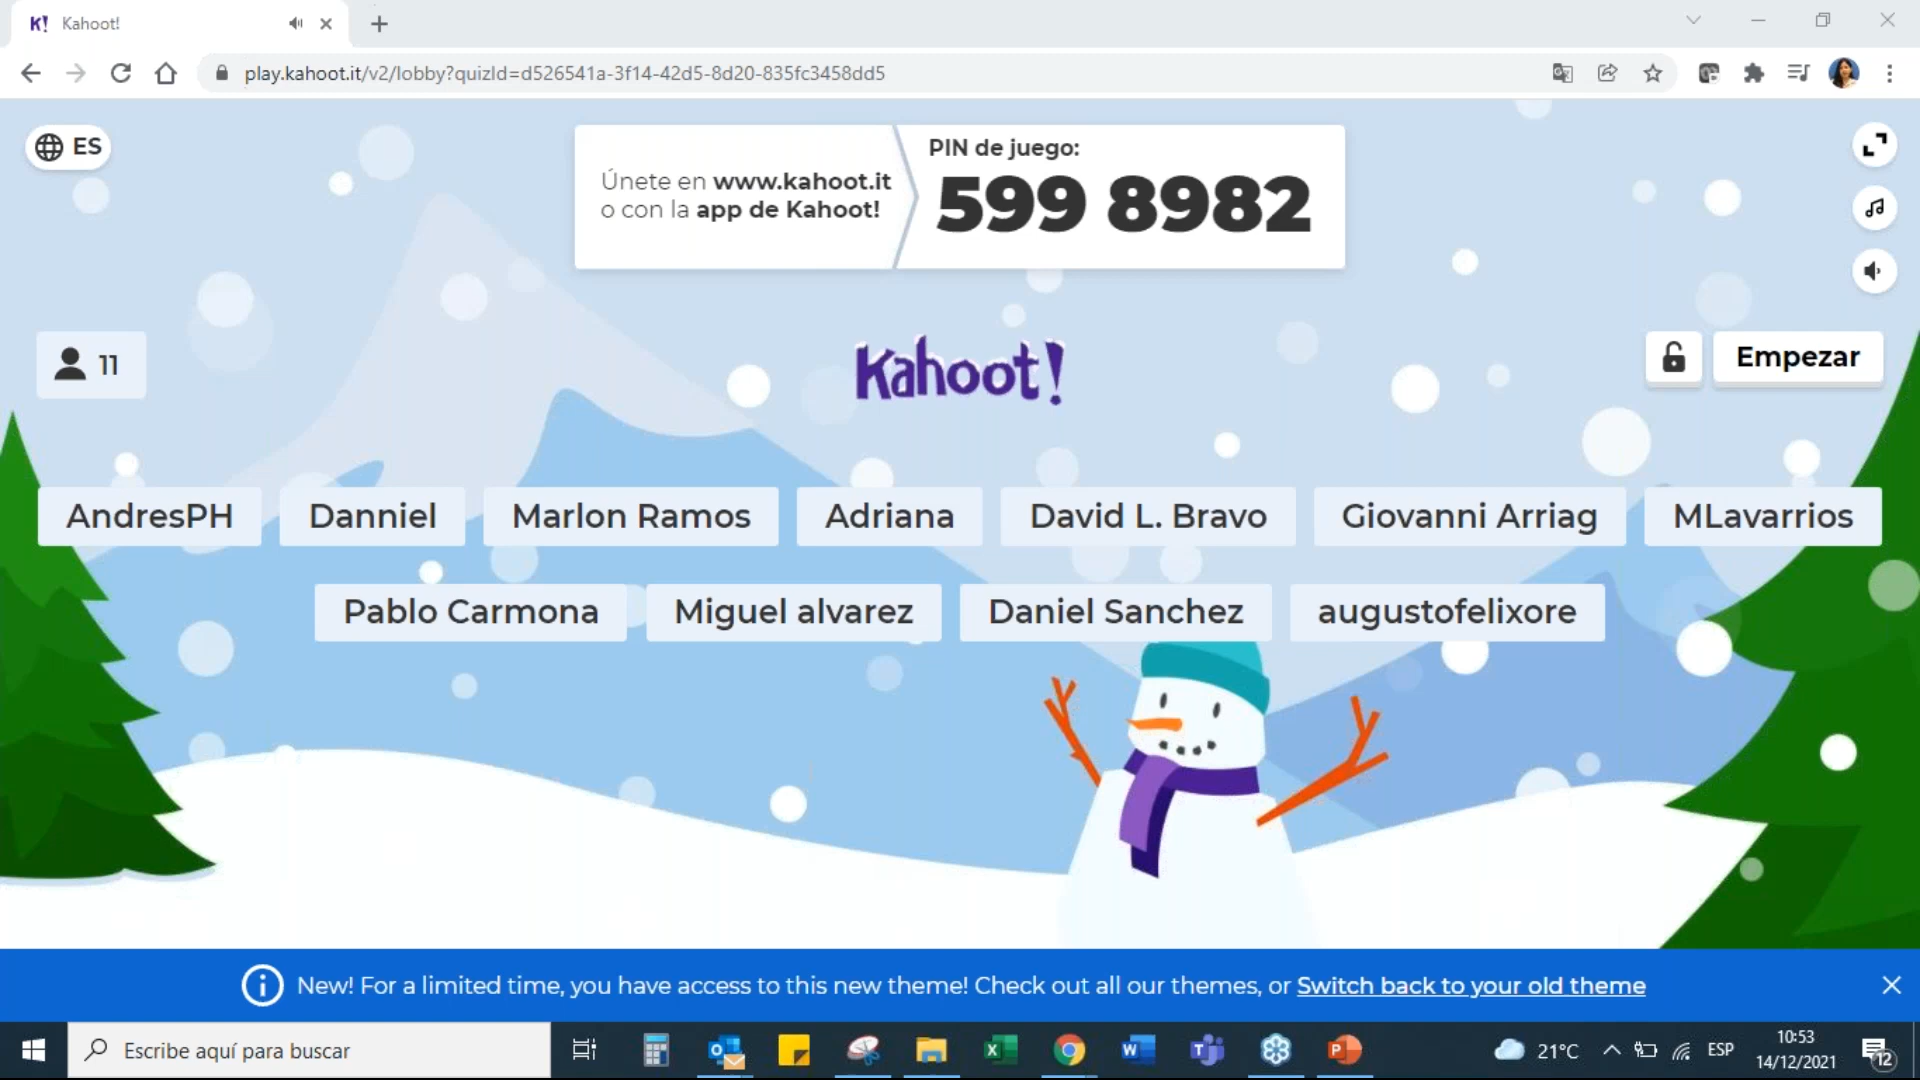 Kahoot!
play.kahoot.it/v2/lobby?quizId=d526541a-3f14-42d5-8d20-835fc3458dd5
ES
Únete en www.kahoot.it
o con la app de Kahoot!
PIN de juego:
599 8982
11
Kahoot!
Empezar
AndresPH
Danniel
Marlon Ramos
Adriana
David L. Bravo
Giovanni Arriag
MLavarrios
Pablo Carmona
Miguel alvarez
Daniel Sanchez
augustofelixore
New! For a limited time, you have access to this new theme! Check out all our themes, or Switch back to your old theme
Escribe aquí para buscar
21°C
ESP
10:53
14/12/2021
12